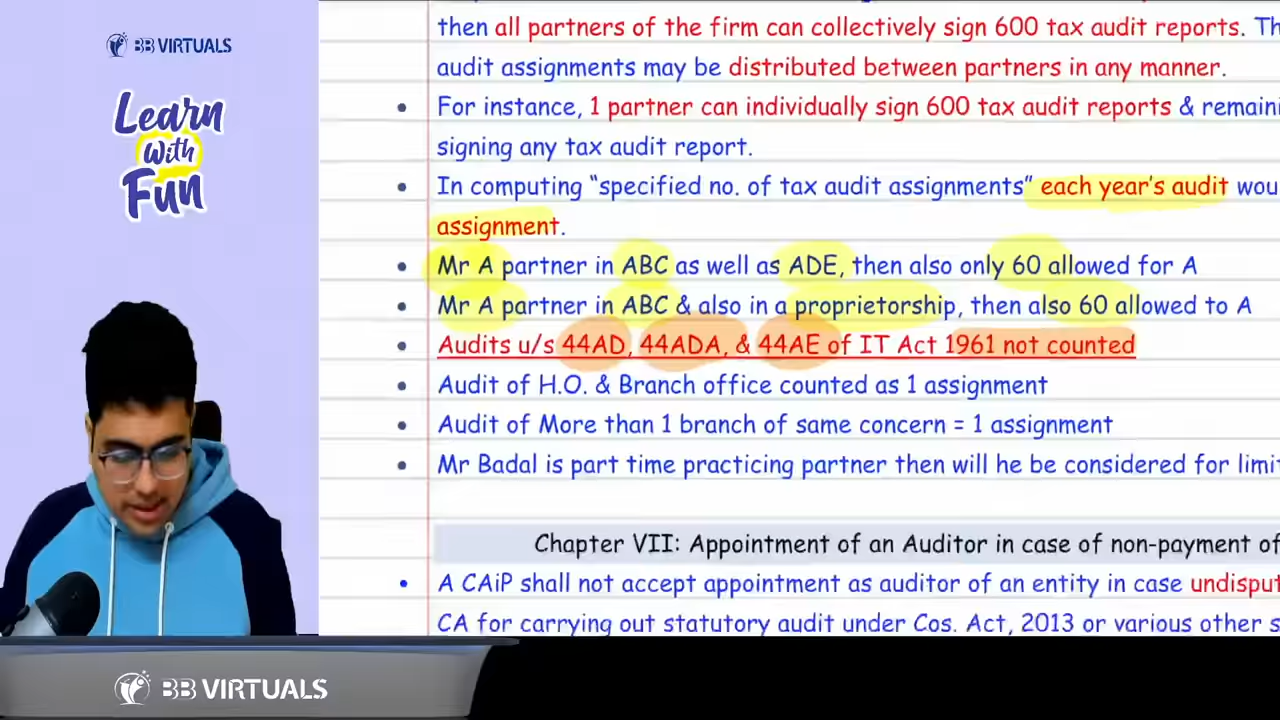 BB VIRTUALS
Learn
With
Fun
then all partners of the firm can collectively sign 600 tax audit reports. Th
audit assignments may be distributed between partners in any manner.
• For instance, 1 partner can individually sign 600 tax audit reports & remaini
signing any tax audit report.
• In computing “specified no. of tax audit assignments” each year’s audit wou
assignment.
• Mr A partner in ABC as well as ADE, then also only 60 allowed for A
• Mr A partner in ABC & also in a proprietorship, then also 60 allowed to A
• Audits u/s 44AD, 44ADA, & 44AE of IT Act 1961 not counted
• Audit of H.O. & Branch office counted as 1 assignment
• Audit of More than 1 branch of same concern = 1 assignment
• Mr Badal is part time practicing partner then will he be considered for limi
Chapter VII: Appointment of an Auditor in case of non-payment of
• A CAiP shall not accept appointment as auditor of an entity in case undisput
CA for carrying out statutory audit under Cos. Act, 2013 or various other s
BB VIRTUALS